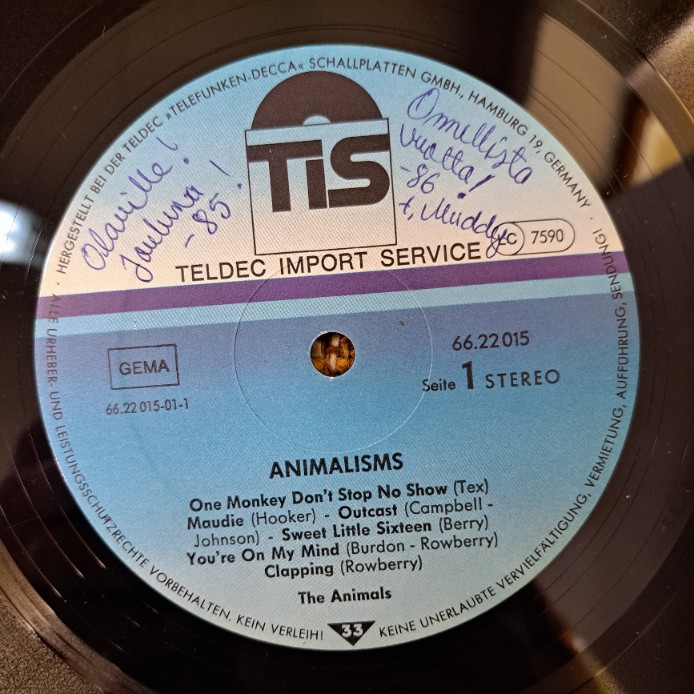 HERGESTELLT BEI DER TELDEC »TELEFUNKEN-DECCA« SCHALLPLATTEN GMBH., HAMBURG 19, GERMANY ·
Olaville!
Jouluna!
-85.
TiS
Onnellista
Vuotta!
-86
t, Muddy
LC 7590
TELDEC IMPORT SERVICE
GEMA
66.22 015-01-1
66.22 015
Seite 1 STEREO
ANIMALISMS
One Monkey Don't Stop No Show (Tex)
Maudie (Hooker) - Outcast (Campbell -
Johnson) - Sweet Little Sixteen (Berry)
You're On My Mind (Burdon - Rowberry)
Clapping (Rowberry)
The Animals
33
ALLE URHEBER- UND LEISTUNGSSCHUTZRECHTE VORBEHALTEN. KEIN VERLEIH!
KEINE UNERLAUBTE VERVIELFÄLTIGUNG, VERMIETUNG, AUFFÜHRUNG, SENDUNG! ·